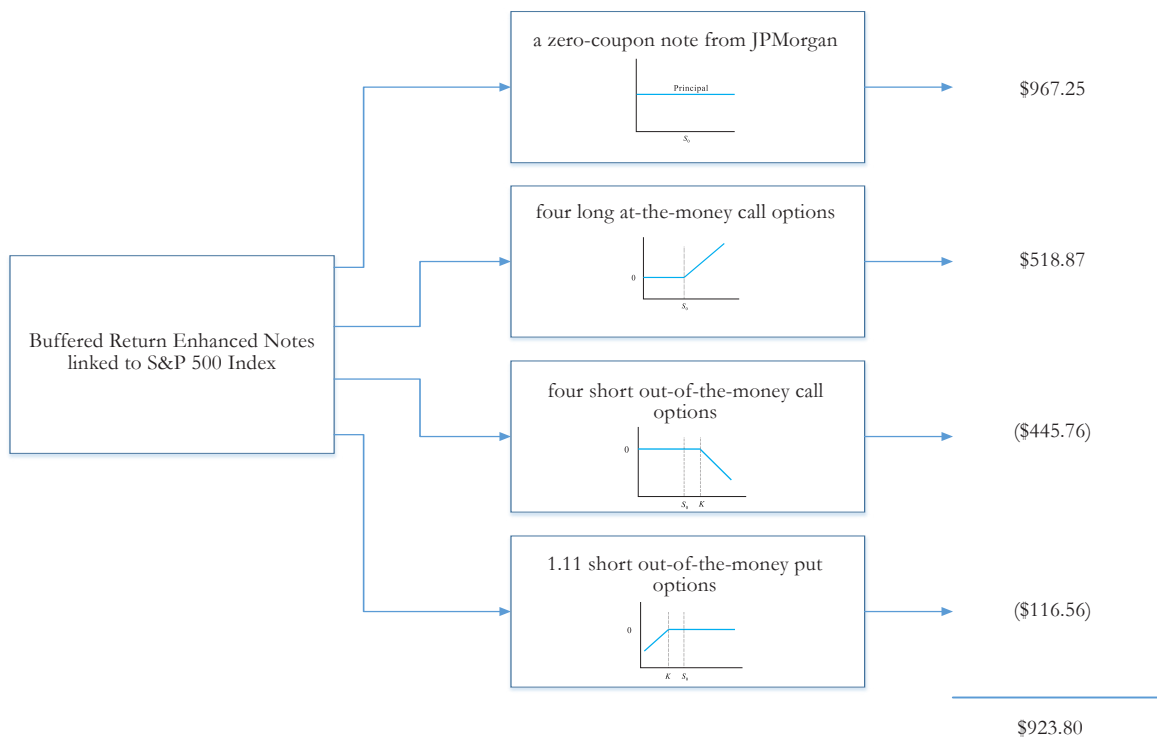 a zero-coupon note from JPMorgan
Principal
S₀
$967.25
four long at-the-money call options
0
S₀
$518.87
Buffered Return Enhanced Notes
linked to S&P 500 Index
four short out-of-the-money call
options
0
S₀ K
($445.76)
1.11 short out-of-the-money put
options
0
K S₀
($116.56)
$923.80